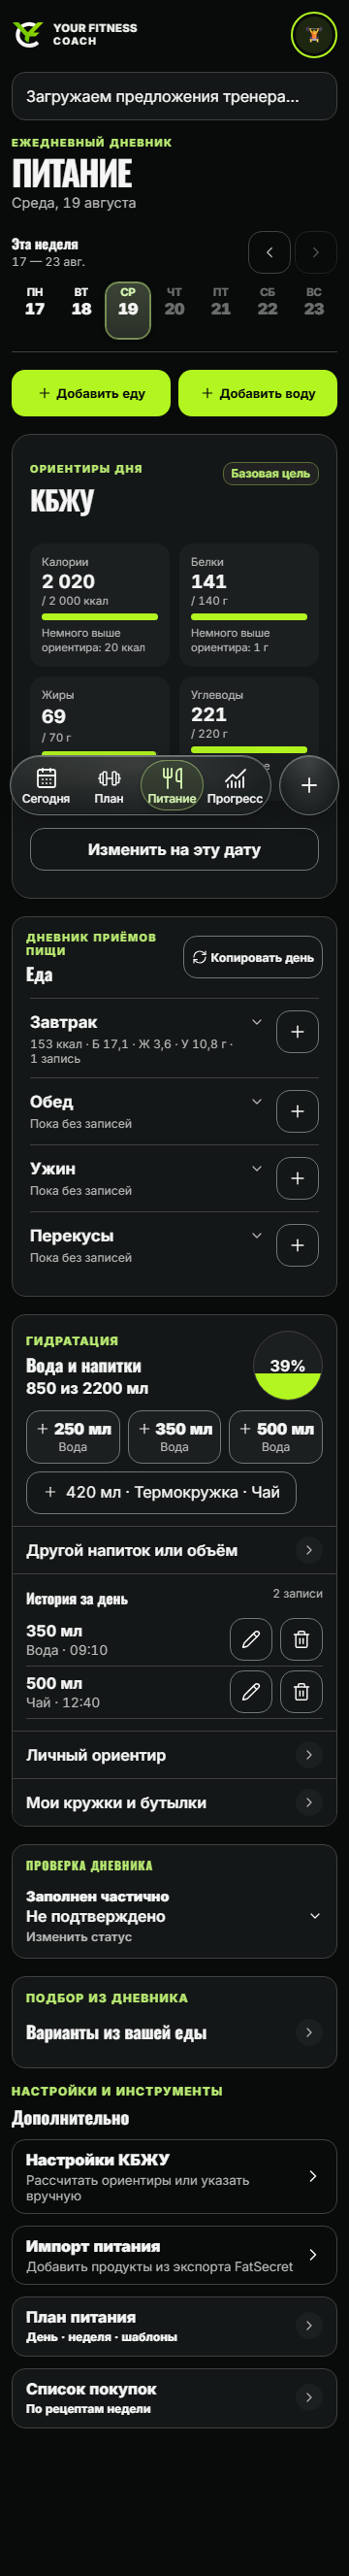 YOUR FITNESS
COACH
Загружаем предложения тренера...
ЕЖЕДНЕВНЫЙ ДНЕВНИК
ПИТАНИЕ
Среда, 19 августа
Эта неделя
17 — 23 авг.
ПН ВТ СР ЧТ ПТ СБ ВС
17 18 19 20 21 22 23
+ Добавить еду
+ Добавить воду
ОРИЕНТИРЫ ДНЯ
Базовая цель
КБЖУ
Калории
2 020
/ 2 000 ккал
Немного выше
ориентира: 20 ккал
Белки
141
/ 140 г
Немного выше
ориентира: 1 г
Жиры
69
/ 70 г
Углеводы
221
/ 220 г
Сегодня
План
Питание
Прогресс
+
Изменить на эту дату
ДНЕВНИК ПРИЁМОВ
ПИЩИ
Еда
Копировать день
Завтрак
153 ккал · Б 17,1 · Ж 3,6 · У 10,8 г ·
1 запись
Обед
Пока без записей
Ужин
Пока без записей
Перекусы
Пока без записей
ГИДРАТАЦИЯ
Вода и напитки
850 из 2200 мл
39%
+ 250 мл
Вода
+ 350 мл
Вода
+ 500 мл
Вода
+ 420 мл · Термокружка · Чай
Другой напиток или объём
История за день
2 записи
350 мл
Вода · 09:10
500 мл
Чай · 12:40
Личный ориентир
Мои кружки и бутылки
ПРОВЕРКА ДНЕВНИКА
Заполнен частично
Не подтверждено
Изменить статус
ПОДБОР ИЗ ДНЕВНИКА
Варианты из вашей еды
НАСТРОЙКИ И ИНСТРУМЕНТЫ
Дополнительно
Настройки КБЖУ
Рассчитать ориентиры или указать
вручную
Импорт питания
Добавить продукты из экспорта FatSecret
План питания
День · неделя · шаблоны
Список покупок
По рецептам недели